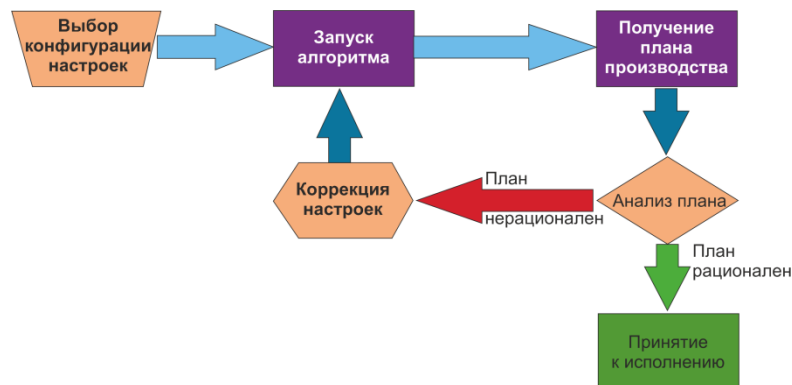 Выбор
конфигурации
настроек
Запуск
алгоритма
Получение
плана
производства
Коррекция
настроек
План
нерационален
Анализ плана
План
рационален
Принятие
к исполнению